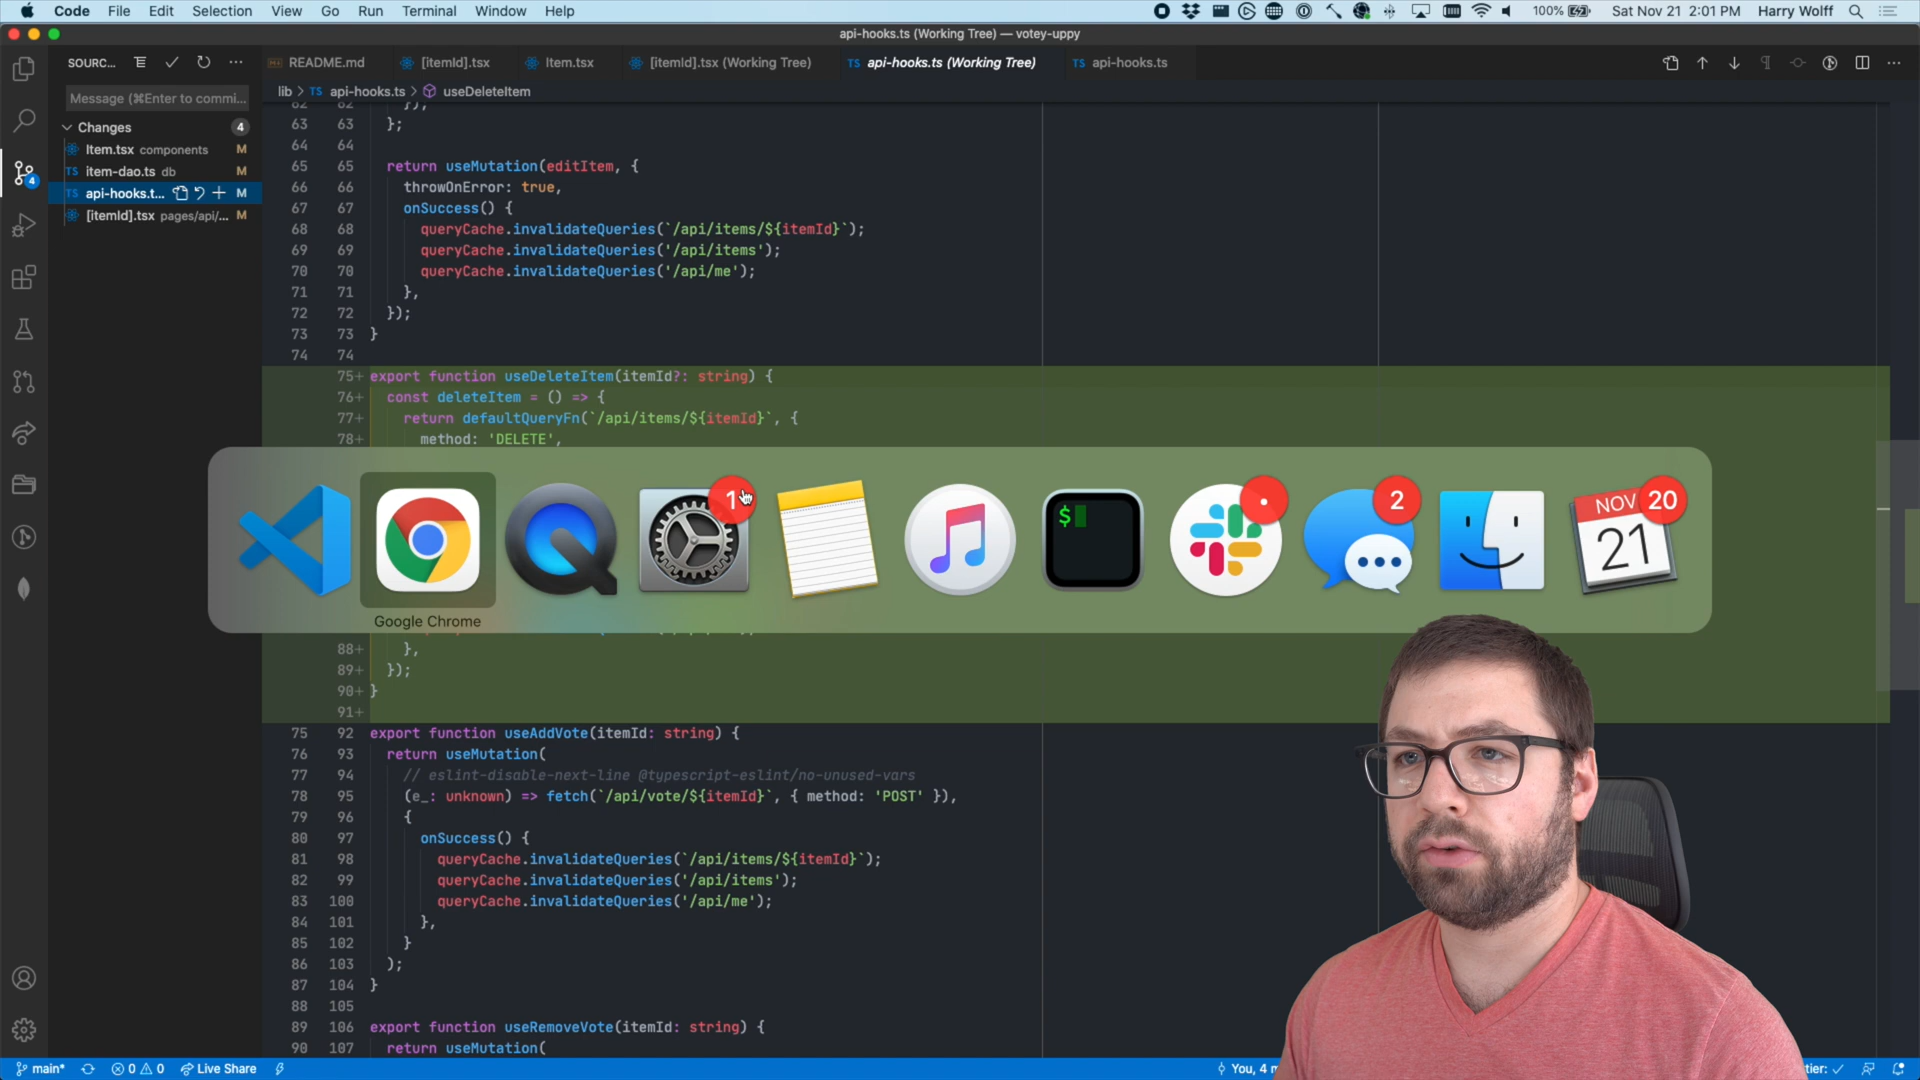 Code File Edit Selection View Go Run Terminal Window Help 100% Sat Nov 21 2:01 PM Harry Wolff
api-hooks.ts (Working Tree) — votey-uppy
SOURC... README.md [itemId].tsx Item.tsx [itemId].tsx (Working Tree) TS api-hooks.ts (Working Tree) TS api-hooks.ts
Message (⌘Enter to commi...
lib > TS api-hooks.ts > useDeleteItem
Changes 4
Item.tsx components M
TS item-dao.ts db M
TS api-hooks.t... M
[itemId].tsx pages/api/... M
4
62 62 });
63 63 };
64 64
65 65 return useMutation(editItem, {
66 66 throwOnError: true,
67 67 onSuccess() {
68 68 queryCache.invalidateQueries(`/api/items/${itemId}`);
69 69 queryCache.invalidateQueries('/api/items');
70 70 queryCache.invalidateQueries('/api/me');
71 71 },
72 72 });
73 73 }
74 74
75+ export function useDeleteItem(itemId?: string) {
76+ const deleteItem = () => {
77+ return defaultQueryFn(`/api/items/${itemId}`, {
78+ method: 'DELETE',
1 $ 2 NOV 20
21
Google Chrome
88+ },
89+ });
90+ }
91+
75 92 export function useAddVote(itemId: string) {
76 93 return useMutation(
77 94 // eslint-disable-next-line @typescript-eslint/no-unused-vars
78 95 (e_: unknown) => fetch(`/api/vote/${itemId}`, { method: 'POST' }),
79 96 {
80 97 onSuccess() {
81 98 queryCache.invalidateQueries(`/api/items/${itemId}`);
82 99 queryCache.invalidateQueries('/api/items');
83 100 queryCache.invalidateQueries('/api/me');
84 101 },
85 102 }
86 103 );
87 104 }
88 105
89 106 export function useRemoveVote(itemId: string) {
90 107 return useMutation(
main* 0 0 Live Share You, 4 m tier: ✓